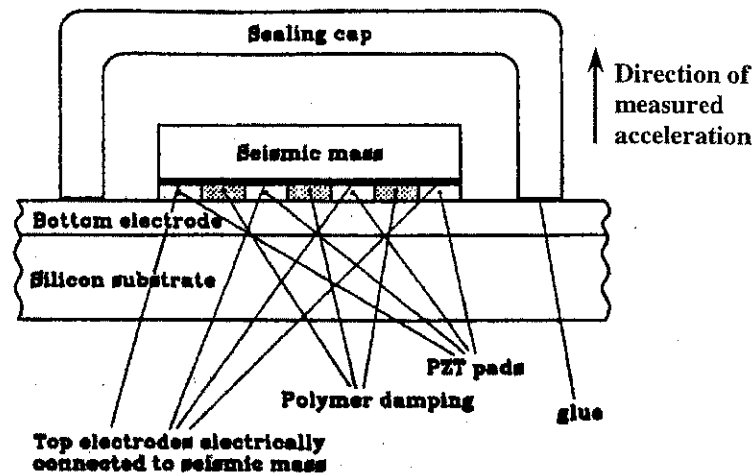 Sealing cap
Direction of
measured
acceleration
Seismic mass
Bottom electrode
Silicon substrate
PZT pads
Polymer damping
glue
Top electrodes electrically
connected to seismic mass